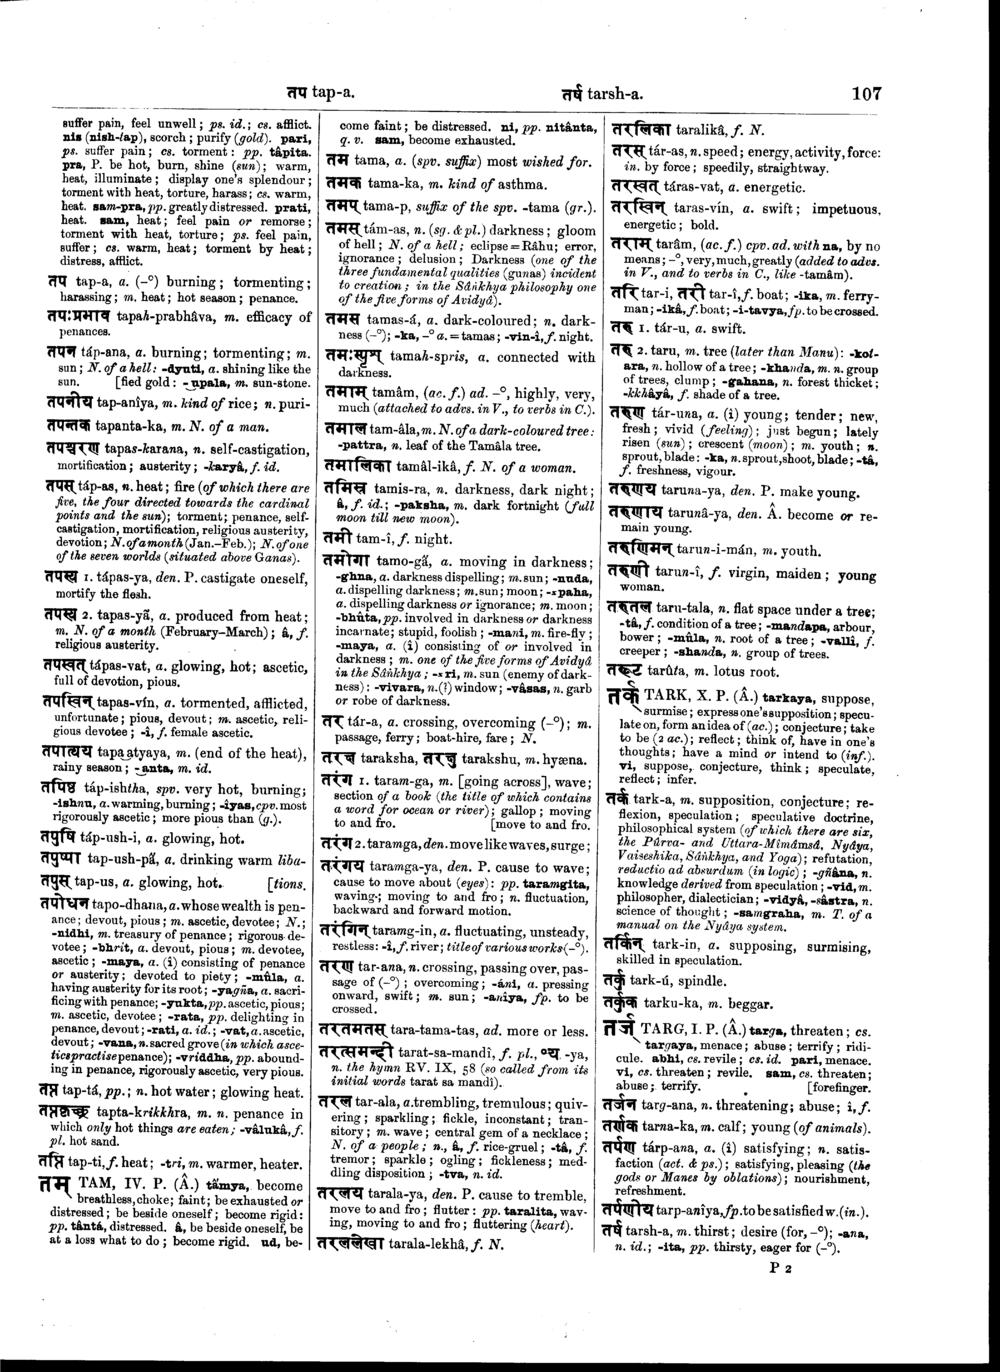 तप tap-a.
तर्ष tarsh-a.
107
suffer pain, feel unwell; ps. id.; cs. afflict.
nis (nish-tap), scorch; purify (gold). pari,
ps. suffer pain; cs. torment: pp. tâpita.
pra, P. be hot, burn, shine (sun); warm,
heat, illuminate; display one's splendour;
torment with heat, torture, harass; cs. warm,
heat. sam-pra, pp. greatly distressed. prati,
heat. sam, heat; feel pain or remorse;
torment with heat, torture; ps. feel pain,
suffer; cs. warm, heat; torment by heat;
distress, afflict.
तप tap-a, a. (-°) burning; tormenting;
harassing; m. heat; hot season; penance.
तपःप्रभाव tapah-prabhâva, m. efficacy of
penances.
तपन táp-ana, a. burning; tormenting; m.
sun; N. of a hell: -dyuti, a. shining like the
sun. [fied gold: -upala, m. sun-stone.
तपनीय tap-anîya, m. kind of rice; n. puri-
तपन्तक tapanta-ka, m. N. of a man.
तपश्चरण tapas-karana, n. self-castigation,
mortification; austerity; -karyâ, f. id.
तपस् táp-as, n. heat; fire (of which there are
five, the four directed towards the cardinal
points and the sun); torment; penance, self-
castigation, mortification, religious austerity,
devotion; N. of a month (Jan.–Feb.); N. of one
of the seven worlds (situated above Ganas).
तपस्य 1. tápas-ya, den. P. castigate oneself,
mortify the flesh.
तपस्य 2. tapas-yã, a. produced from heat;
m. N. of a month (February–March); â, f.
religious austerity.
तपस्वत् tápas-vat, a. glowing, hot; ascetic,
full of devotion, pious.
तपस्विन् tapas-vín, a. tormented, afflicted,
unfortunate; pious, devout; m. ascetic, reli-
gious devotee; -î, f. female ascetic.
तपात्यय tapa‿atyaya, m. (end of the heat),
rainy season; -anta, m. id.
तपिष्ठ táp-ishtha, spv. very hot, burning;
-ishnu, a. warming, burning; -îyas, cpv. most
rigorously ascetic; more pious than (g.).
तपुषि táp-ush-i, a. glowing, hot.
तपुष्पा tap-ush-pã, a. drinking warm liba-
तपुस् tap-us, a. glowing, hot. [tions.
तपोधन tapo-dhana, a. whose wealth is pen-
ance; devout, pious; m. ascetic, devotee; N.;
-nidhi, m. treasury of penance; rigorous de-
votee; -bhrit, a. devout, pious; m. devotee,
ascetic; -maya, a. (î) consisting of penance
or austerity; devoted to piety; -mûla, a.
having austerity for its root; -yagña, a. sacri-
ficing with penance; -yukta, pp. ascetic, pious;
m. ascetic, devotee; -rata, pp. delighting in
penance, devout; -rati, a. id.; -vat, a. ascetic,
devout; -vana, n. sacred grove (in which asce-
tics practise penance); -vriddha, pp. abound-
ing in penance, rigorously ascetic, very pious.
तप्त tap-tá, pp.; n. hot water; glowing heat.
तप्तकृच्छ्र tapta-krikkhra, m. n. penance in
which only hot things are eaten; -vâlukâ, f.
pl. hot sand.
तप्ति tap-ti, f. heat; -tri, m. warmer, heater.
तम् TAM, IV. P. (Â.) tâmya, become
breathless, choke; faint; be exhausted or
distressed; be beside oneself; become rigid:
pp. tântá, distressed. â, be beside oneself, be
at a loss what to do; become rigid. ud, be-
come faint; be distressed. ni, pp. nitânta,
q. v. sam, become exhausted.
तम tama, a. (spv. suffix) most wished for.
तमक tama-ka, m. kind of asthma.
तमप् tama-p, suffix of the spv. -tama (gr.).
तमस् tám-as, n. (sg. & pl.) darkness; gloom
of hell; N. of a hell; eclipse=Râhu; error,
ignorance; delusion; Darkness (one of the
three fundamental qualities (gunas) incident
to creation; in the Sâṅkhya philosophy one
of the five forms of Avidyâ).
तमस tamas-á, a. dark-coloured; n. dark-
ness (-°); -ka, -° a. = tamas; -vin-î, f. night.
तमःस्पृश् tamah-spris, a. connected with
darkness.
तमाम् tamâm, (ac. f.) ad. -°, highly, very,
much (attached to advs. in V., to verbs in C.).
तमाल tam-âla, m. N. of a dark-coloured tree:
-pattra, n. leaf of the Tamâla tree.
तमालिका tamâl-ikâ, f. N. of a woman.
तमिस्र tamis-ra, n. darkness, dark night;
â, f. id.; -paksha, m. dark fortnight (full
moon till new moon).
तमी tam-î, f. night.
तमोगा tamo-gã, a. moving in darkness;
-ghna, a. darkness dispelling; m. sun; -nuda,
a. dispelling darkness; m. sun; moon; -ₓpaha,
a. dispelling darkness or ignorance; m. moon;
-bhûta, pp. involved in darkness or darkness
incarnate; stupid, foolish; -mani, m. fire-fly;
-maya, a. (î) consisting of or involved in
darkness; m. one of the five forms of Avidyâ
in the Sâṅkhya; -ₓri, m. sun (enemy of dark-
ness): -vivara, n. (?) window; -vâsas, n. garb
or robe of darkness.
तर tár-a, a. crossing, overcoming (-°); m.
passage, ferry; boat-hire, fare; N.
तरक्ष taraksha, तरक्षु tarakshu, m. hyæna.
तरंग 1. taram-ga, m. [going across], wave;
section of a book (the title of which contains
a word for ocean or river); gallop; moving
to and fro. [move to and fro.
तरंग 2. taramga, den. move like waves, surge;
तरंगय taramga-ya, den. P. cause to wave;
cause to move about (eyes): pp. taramgita,
waving; moving to and fro; n. fluctuation,
backward and forward motion.
तरंगिन् taramg-in, a. fluctuating, unsteady,
restless: -î, f. river; title of various works (-°).
तरण tar-ana, n. crossing, passing over, pas-
sage of (-°); overcoming; -áni, a. pressing
onward, swift; m. sun; -anîya, fp. to be
crossed.
तरतमतस् tara-tama-tas, ad. more or less.
तरत्समन्दी tarat-sa-mandî, f. pl., °न्द्य -ya,
n. the hymn RV. IX, 58 (so called from its
initial words tarat sa mandî).
तरल tar-ala, a. trembling, tremulous; quiv-
ering; sparkling; fickle, inconstant; tran-
sitory; m. wave; central gem of a necklace;
N. of a people; n., â, f. rice-gruel; -tâ, f.
tremor; sparkle; ogling; fickleness; med-
dling disposition; -tva, n. id.
तरलय tarala-ya, den. P. cause to tremble,
move to and fro; flutter: pp. taralita, wav-
ing, moving to and fro; fluttering (heart).
तरललेखा tarala-lekhâ, f. N.
तरलिका taralikâ, f. N.
तरस् tár-as, n. speed; energy, activity, force:
in. by force; speedily, straightway.
तरस्वत् táras-vat, a. energetic.
तरस्विन् taras-vín, a. swift; impetuous,
energetic; bold.
तराम् tarâm, (ac. f.) cpv. ad. with na, by no
means; -°, very, much, greatly (added to advs.
in V., and to verbs in C., like -tamâm).
तरि tar-i, तरी tar-î, f. boat; -ika, m. ferry-
man; -ikâ, f. boat; -i-tavya, fp. to be crossed.
तरु 1. tár-u, a. swift.
तरु 2. taru, m. tree (later than Manu): -kot-
ara, n. hollow of a tree; -khanda, m. n. group
of trees, clump; -gahana, n. forest thicket;
-kkhâyâ, f. shade of a tree.
तरुण tár-una, a. (î) young; tender; new,
fresh; vivid (feeling); just begun; lately
risen (sun); crescent (moon); m. youth; n.
sprout, blade: -ka, n. sprout, shoot, blade; -tâ,
f. freshness, vigour.
तरुणय taruna-ya, den. P. make young.
तरुणाय tarunâ-ya, den. Â. become or re-
main young.
तरुणिमन् tarun-i-mán, m. youth.
तरुणी tarun-î, f. virgin, maiden; young
woman.
तरुतल taru-tala, n. flat space under a tree;
-tâ, f. condition of a tree; -mandapa, arbour,
bower; -mûla, n. root of a tree; -vallî, f.
creeper; -shanda, n. group of trees.
तरूट tarûta, m. lotus root.
तर्क् TARK, X. P. (Â.) tarkaya, suppose,
surmise; express one's supposition; specu-
late on, form an idea of (ac.); conjecture; take
to be (2 ac.); reflect; think of, have in one's
thoughts; have a mind or intend to (inf.).
vi, suppose, conjecture, think; speculate,
reflect; infer.
तर्क tark-a, m. supposition, conjecture; re-
flexion, speculation; speculative doctrine,
philosophical system (of which there are six,
the Pûrva- and Uttara-Mîmâmsâ, Nyâya,
Vaiseshika, Sâṅkhya, and Yoga); refutation,
reductio ad absurdum (in logic); -gñâna, n.
knowledge derived from speculation; -vid, m.
philosopher, dialectician; -vidyâ, -sâstra, n.
science of thought; -samgraha, m. T. of a
manual on the Nyâya system.
तर्किन् tark-in, a. supposing, surmising,
skilled in speculation.
तर्कु tark-ú, spindle.
तर्कुक tarku-ka, m. beggar.
तर्ज् TARG, I. P. (Â.) targa, threaten; cs.
targaya, menace; abuse; terrify; ridi-
cule. abhi, cs. revile; cs. id. pari, menace.
vi, cs. threaten; revile. sam, cs. threaten;
abuse; terrify. [forefinger.
तर्जन targ-ana, n. threatening; abuse; î, f.
तर्णक tarna-ka, m. calf; young (of animals).
तर्पण tárp-ana, a. (î) satisfying; n. satis-
faction (act. & ps.); satisfying, pleasing (the
gods or Manes by oblations); nourishment,
refreshment.
तर्पणीय tarp-anîya, fp. to be satisfied w. (in.).
तर्ष tarsh-a, m. thirst; desire (for, -°); -ana,
n. id.; -ita, pp. thirsty, eager for (-°).
P 2